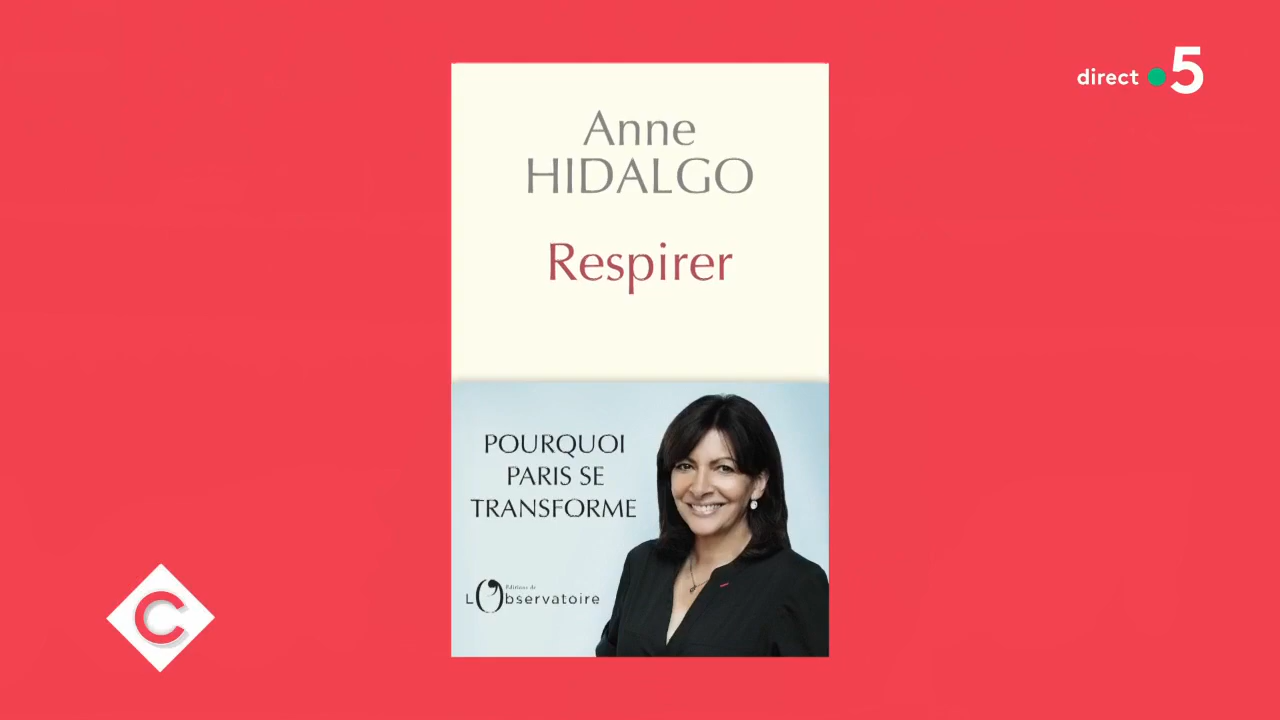 direct 5
Anne
HIDALGO
Respirer
POURQUOI
PARIS SE
TRANSFORME
Éditions de
L'Observatoire
C